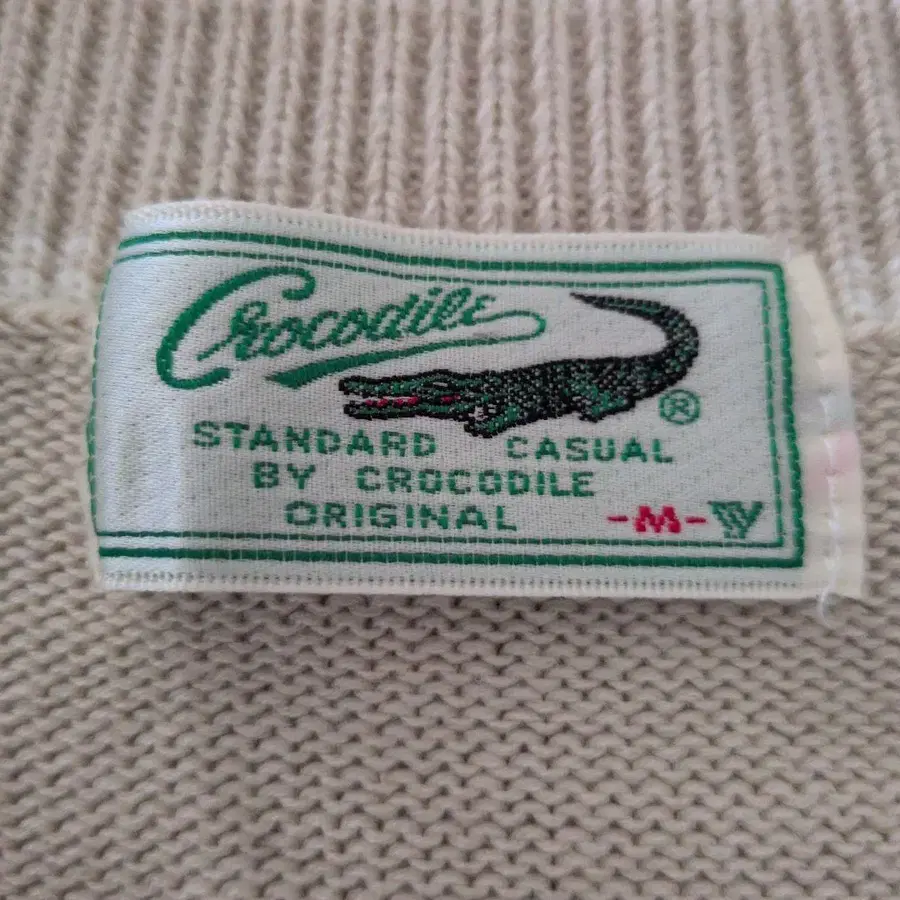 Crocodile ®
STANDARD CASUAL
BY CROCODILE
ORIGINAL -M-